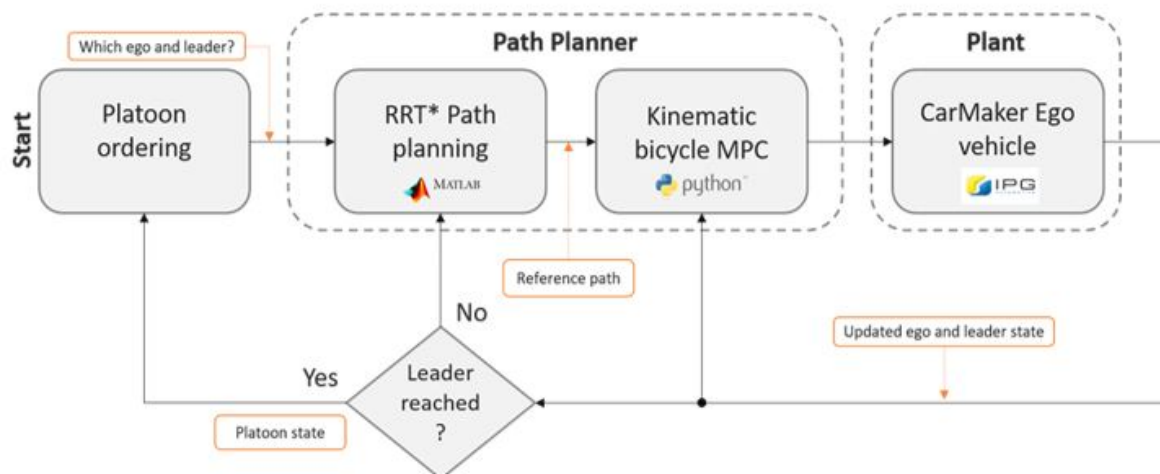 Which ego and leader?
Path Planner
Plant
Start
Platoon
ordering
RRT* Path
planning
MATLAB
Kinematic
bicycle MPC
python
CarMaker Ego
vehicle
IPG
Reference path
No
Updated ego and leader state
Yes
Leader
reached
?
Platoon state